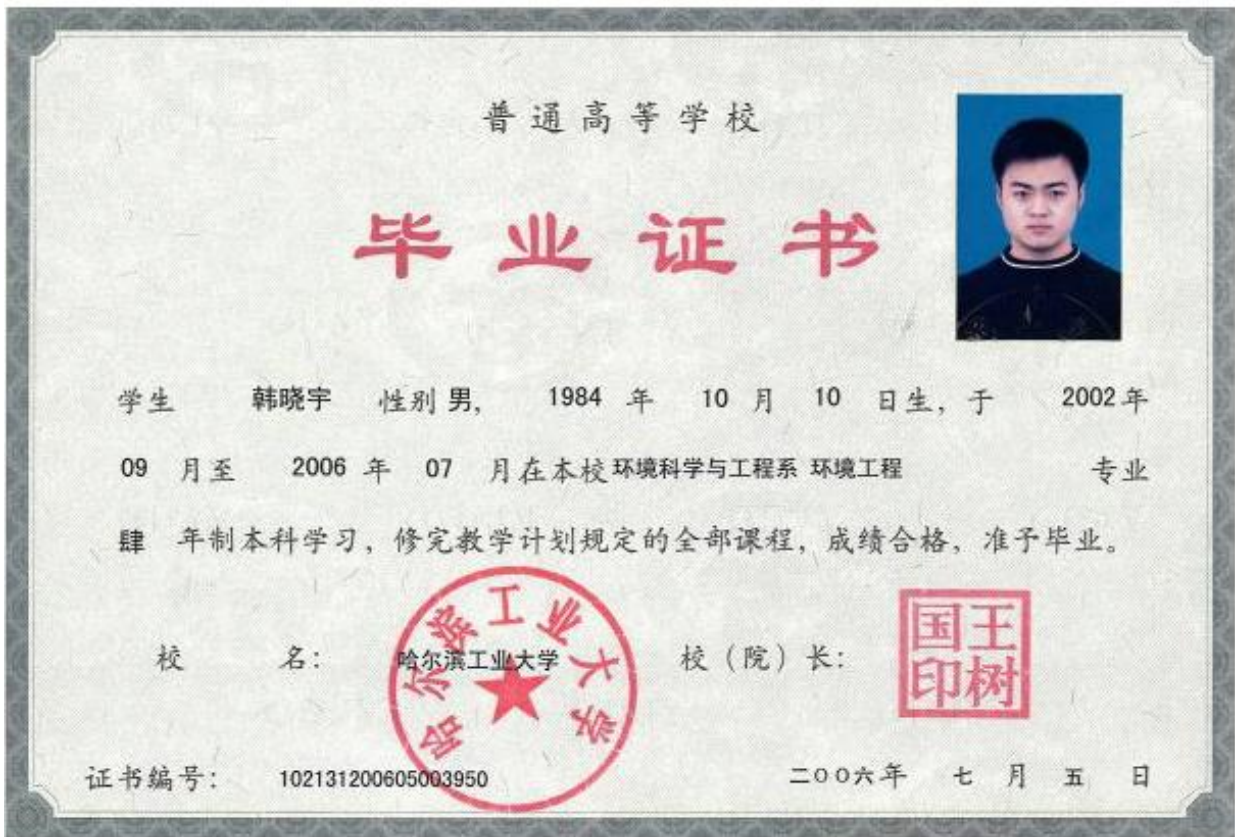 普通高等学校
毕业证书
学生 韩晓宇 性别 男， 1984 年 10 月 10 日生，于 2002 年
09 月至 2006 年 07 月在本校 环境科学与工程系 环境工程 专业
肆 年制本科学习，修完教学计划规定的全部课程，成绩合格，准予毕业。
校 名： 哈尔滨工业大学 校（院）长：
哈尔滨工业大学
王树国印
证书编号： 102131200605003950 二〇〇六年 七 月 五 日